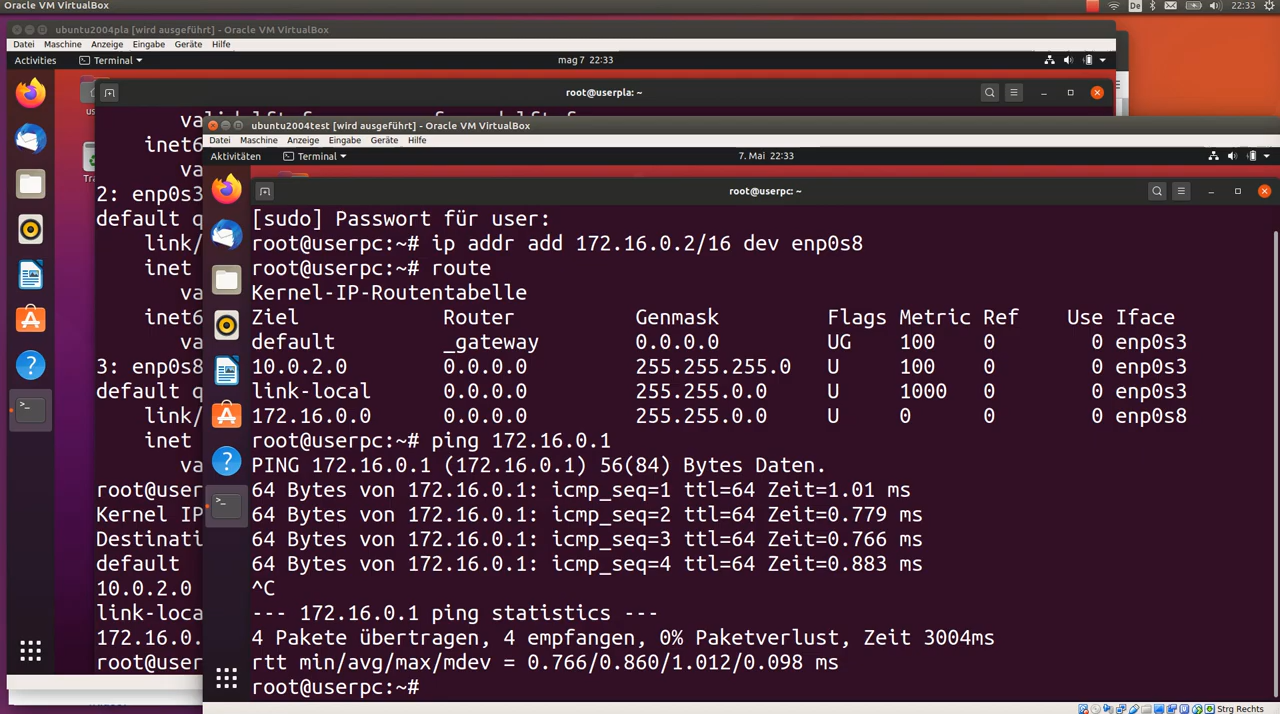 Oracle VM VirtualBox
De
22:33
ubuntu2004pla [wird ausgeführt] - Oracle VM VirtualBox
Datei Maschine Anzeige Eingabe Geräte Hilfe
Activities Terminal mag 7 22:33
root@userpla: ~
inet6
2: enp0s3
default q
link/
inet
inet6
3: enp0s8
default q
link/
inet
root@user
Kernel IP
Destinati
default
10.0.2.0
link-loca
172.16.0.
root@user
ubuntu2004test [wird ausgeführt] - Oracle VM VirtualBox
Datei Maschine Anzeige Eingabe Geräte Hilfe
Aktivitäten Terminal 7. Mai 22:33
root@userpc: ~
[sudo] Passwort für user:
root@userpc:~# ip addr add 172.16.0.2/16 dev enp0s8
root@userpc:~# route
Kernel-IP-Routentabelle
Ziel Router Genmask Flags Metric Ref Use Iface
default _gateway 0.0.0.0 UG 100 0 0 enp0s3
10.0.2.0 0.0.0.0 255.255.255.0 U 100 0 0 enp0s3
link-local 0.0.0.0 255.255.0.0 U 1000 0 0 enp0s3
172.16.0.0 0.0.0.0 255.255.0.0 U 0 0 0 enp0s8
root@userpc:~# ping 172.16.0.1
PING 172.16.0.1 (172.16.0.1) 56(84) Bytes Daten.
64 Bytes von 172.16.0.1: icmp_seq=1 ttl=64 Zeit=1.01 ms
64 Bytes von 172.16.0.1: icmp_seq=2 ttl=64 Zeit=0.779 ms
64 Bytes von 172.16.0.1: icmp_seq=3 ttl=64 Zeit=0.766 ms
64 Bytes von 172.16.0.1: icmp_seq=4 ttl=64 Zeit=0.883 ms
^C
--- 172.16.0.1 ping statistics ---
4 Pakete übertragen, 4 empfangen, 0% Paketverlust, Zeit 3004ms
rtt min/avg/max/mdev = 0.766/0.860/1.012/0.098 ms
root@userpc:~#
Strg Rechts